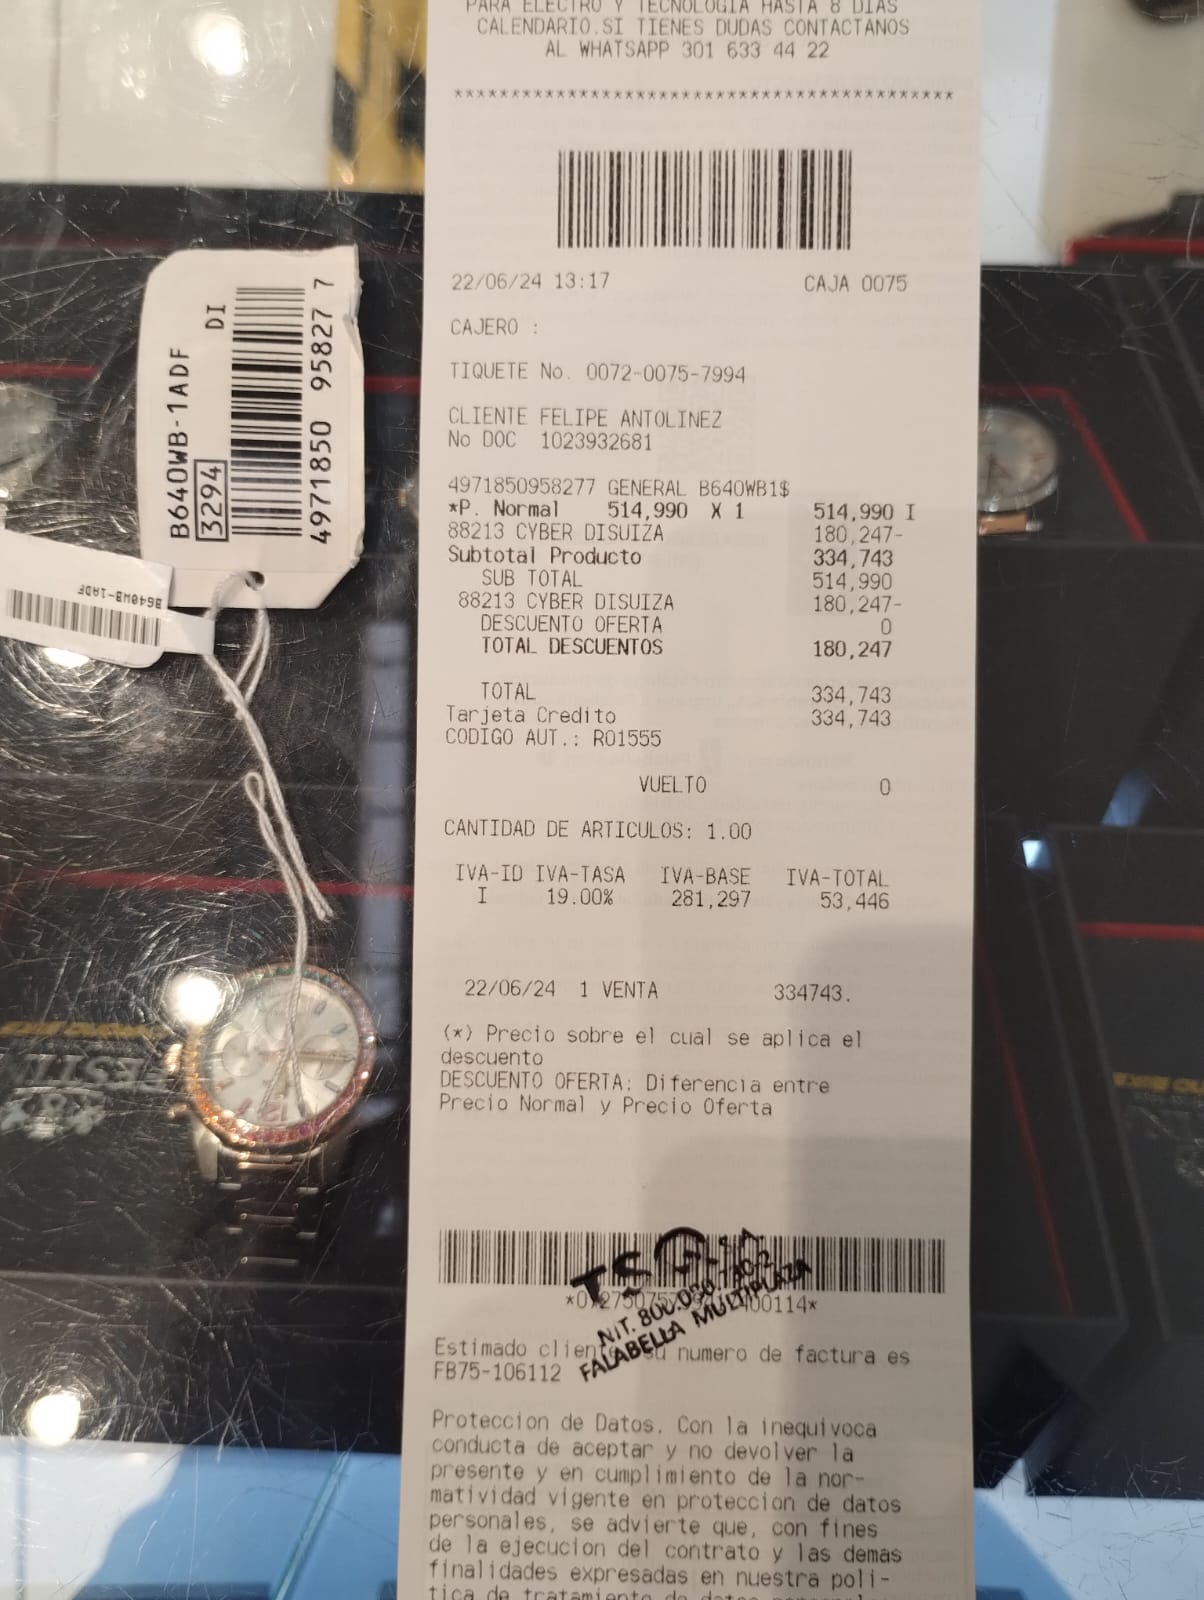 PARA ELECTRO Y TECNOLOGIA HASTA 8 DIAS
CALENDARIO.SI TIENES DUDAS CONTACTANOS
AL WHATSAPP 301 633 44 22
*******************************************
22/06/24 13:17 CAJA 0075
CAJERO :
TIQUETE No. 0072-0075-7994
CLIENTE FELIPE ANTOLINEZ
No DOC 1023932681
4971850958277 GENERAL B640WB1$
*P. Normal 514,990 X 1 514,990 I
88213 CYBER DISUIZA 180,247-
Subtotal Producto 334,743
SUB TOTAL 514,990
88213 CYBER DISUIZA 180,247-
DESCUENTO OFERTA 0
TOTAL DESCUENTOS 180,247
TOTAL 334,743
Tarjeta Credito 334,743
CODIGO AUT.: R01555
VUELTO 0
CANTIDAD DE ARTICULOS: 1.00
IVA-ID IVA-TASA IVA-BASE IVA-TOTAL
I 19.00% 281,297 53,446
22/06/24 1 VENTA 334743.
(*) Precio sobre el cual se aplica el
descuento
DESCUENTO OFERTA: Diferencia entre
Precio Normal y Precio Oferta
NIT. 800.050.740-2
FALABELLA MULTIPLAZA
Estimado cliente su numero de factura es
FB75-106112
Proteccion de Datos. Con la inequivoca
conducta de aceptar y no devolver la
presente y en cumplimiento de la nor-
matividad vigente en proteccion de datos
personales, se advierte que, con fines
de la ejecucion del contrato y las demas
finalidades expresadas en nuestra poli-
tica de tratamiento de datos personales
B640WB-1ADF DI
3294
4971850 95827 7
B640WB-1ADF